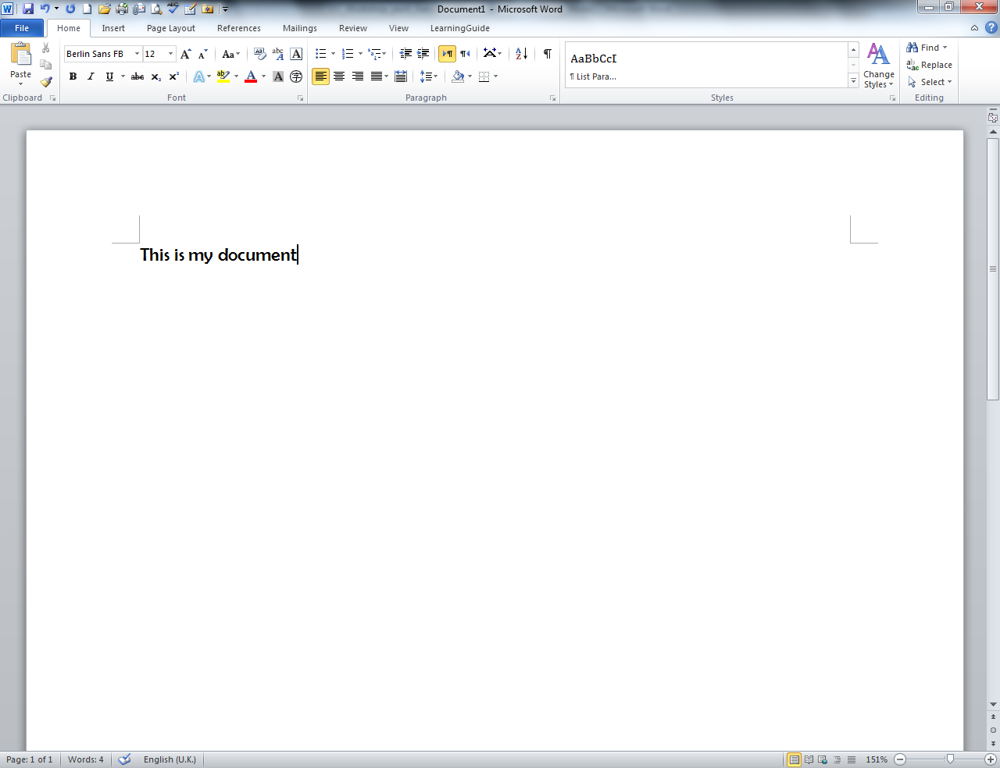 Document1 - Microsoft Word
File Home Insert Page Layout References Mailings Review View LearningGuide
Paste
Clipboard
Berlin Sans FB 12
Font
Paragraph
AaBbCcI
¶ List Para...
Styles
Change Styles
Find
Replace
Select
Editing
This is my document
Page: 1 of 1 Words: 4 English (U.K.) 151%